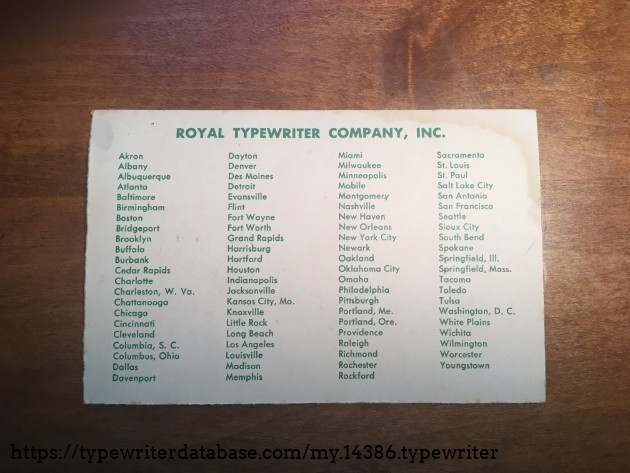 ROYAL TYPEWRITER COMPANY, INC.
Akron
Albany
Albuquerque
Atlanta
Baltimore
Birmingham
Boston
Bridgeport
Brooklyn
Buffalo
Burbank
Cedar Rapids
Charlotte
Charleston, W. Va.
Chattanooga
Chicago
Cincinnati
Cleveland
Columbia, S. C.
Columbus, Ohio
Dallas
Davenport
Dayton
Denver
Des Moines
Detroit
Evansville
Flint
Fort Wayne
Fort Worth
Grand Rapids
Harrisburg
Hartford
Houston
Indianapolis
Jacksonville
Kansas City, Mo.
Knoxville
Little Rock
Long Beach
Los Angeles
Louisville
Madison
Memphis
Miami
Milwaukee
Minneapolis
Mobile
Montgomery
Nashville
New Haven
New Orleans
New York City
Newark
Oakland
Oklahoma City
Omaha
Philadelphia
Pittsburgh
Portland, Me.
Portland, Ore.
Providence
Raleigh
Richmond
Rochester
Rockford
Sacramento
St. Louis
St. Paul
Salt Lake City
San Antonio
San Francisco
Seattle
Sioux City
South Bend
Spokane
Springfield, Ill.
Springfield, Mass.
Tacoma
Toledo
Tulsa
Washington, D. C.
White Plains
Wichita
Wilmington
Worcester
Youngstown
https://typewriterdatabase.com/my.14386.typewriter